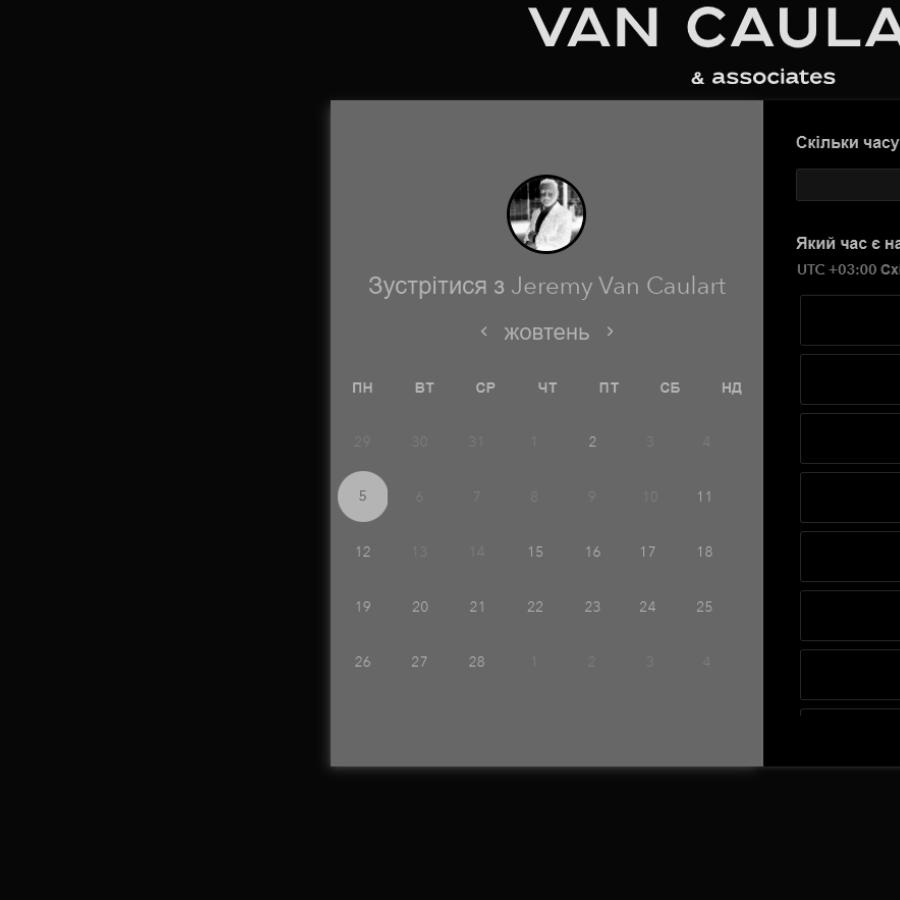 VAN CAULA
& associates
Скільки часу
Який час є на
UTC +03:00 Схі
Зустрітися з Jeremy Van Caulart
‹ жовтень ›
ПН ВТ СР ЧТ ПТ СБ НД
29 30 31 1 2 3 4
5 6 7 8 9 10 11
12 13 14 15 16 17 18
19 20 21 22 23 24 25
26 27 28 1 2 3 4